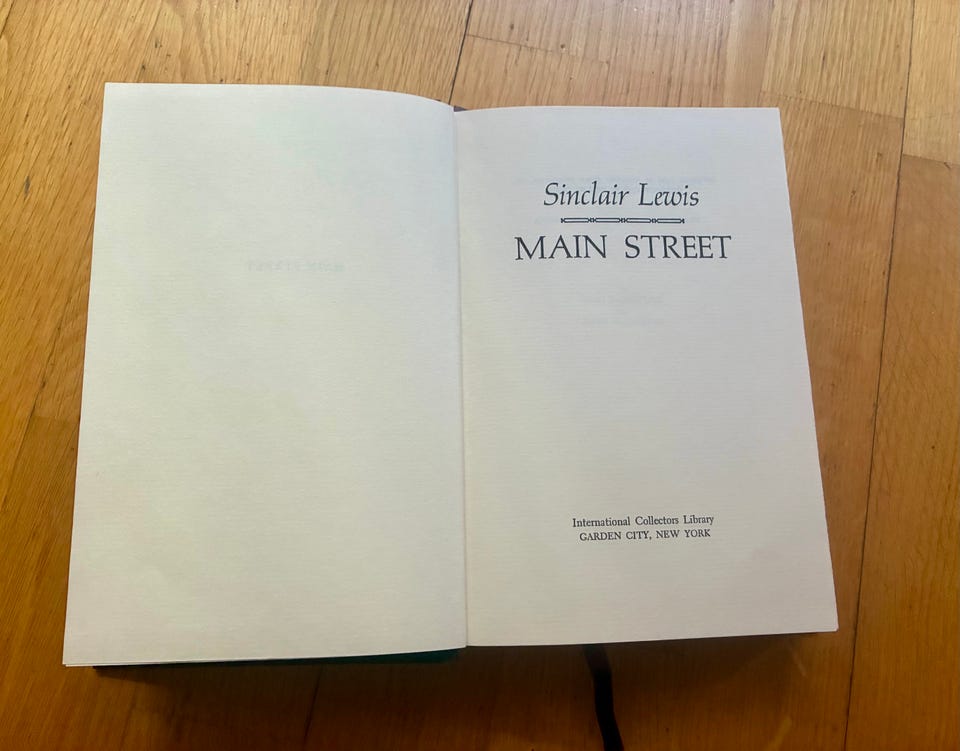 Sinclair Lewis
MAIN STREET
International Collectors Library
GARDEN CITY, NEW YORK